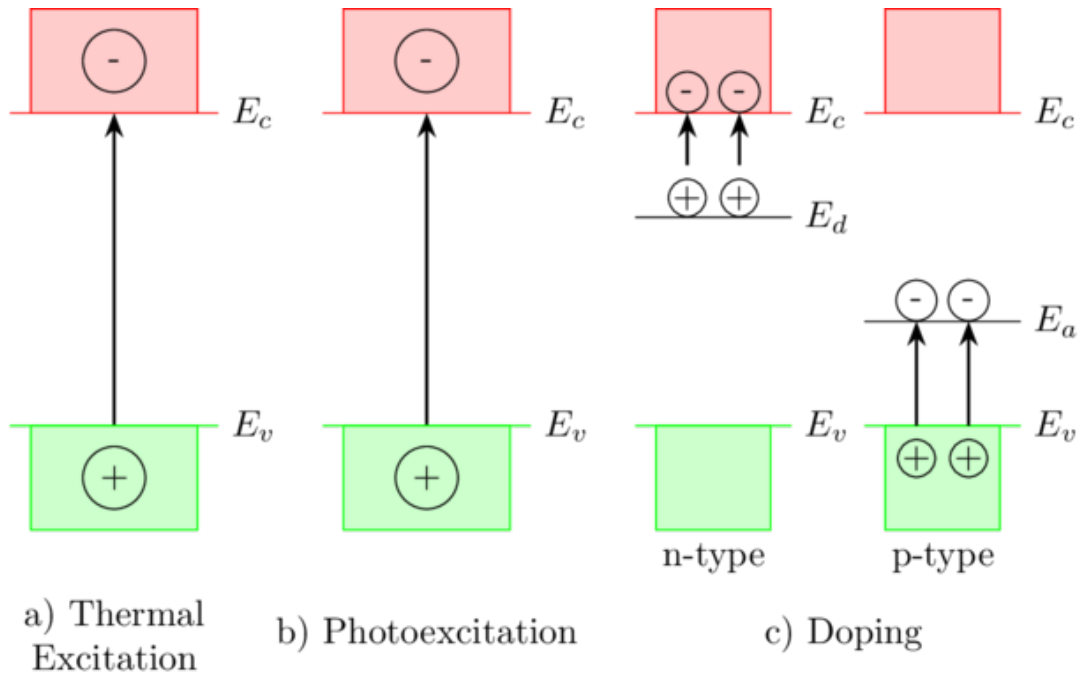 - - - - -
E_c E_c E_c E_c
+ +
E_d
- -
E_a
E_v E_v E_v E_v
+ + + +
n-type p-type
a) Thermal
Excitation
b) Photoexcitation
c) Doping